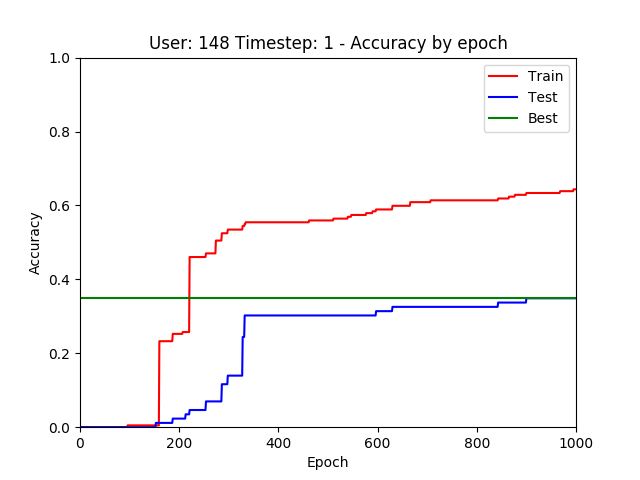 User: 148 Timestep: 1 - Accuracy by epoch
1.0
0.8
0.6
0.4
0.2
0.0
Accuracy
Train
Test
Best
0 200 400 600 800 1000
Epoch